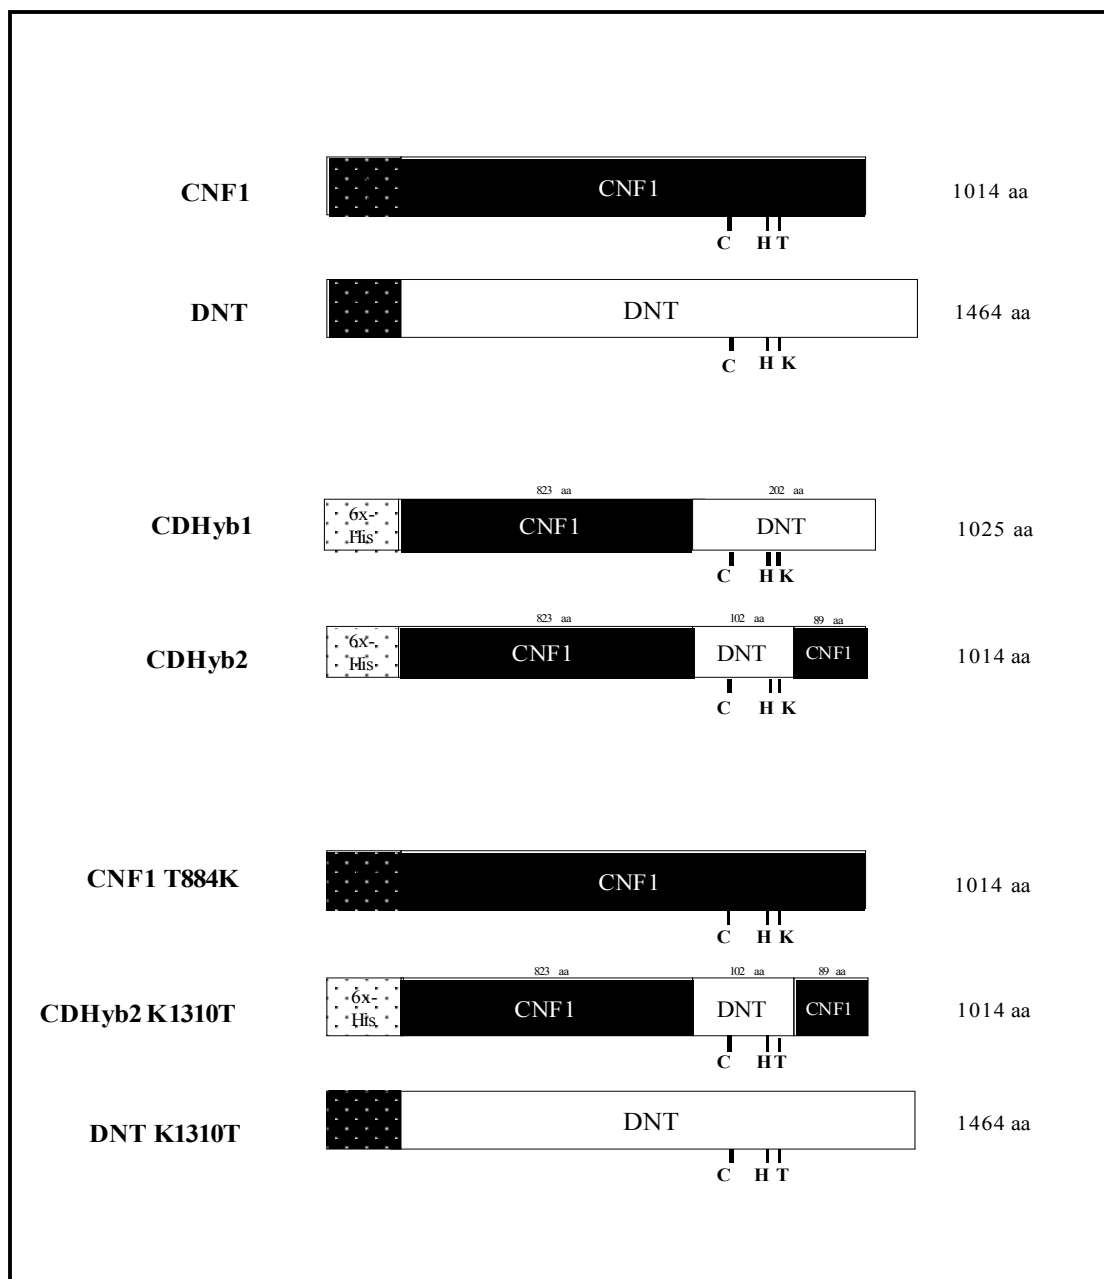 CNF1 CNF1 1014 aa
C H T
DNT DNT 1464 aa
C H K
823 aa 202 aa
CDHyb1 6x-His CNF1 DNT 1025 aa
C H K
823 aa 102 aa 89 aa
CDHyb2 6x-His CNF1 DNT CNF1 1014 aa
C H K
CNF1 T884K CNF1 1014 aa
C H K
823 aa 102 aa 89 aa
CDHyb2 K1310T 6x-His CNF1 DNT CNF1 1014 aa
C H T
DNT K1310T DNT 1464 aa
C H T